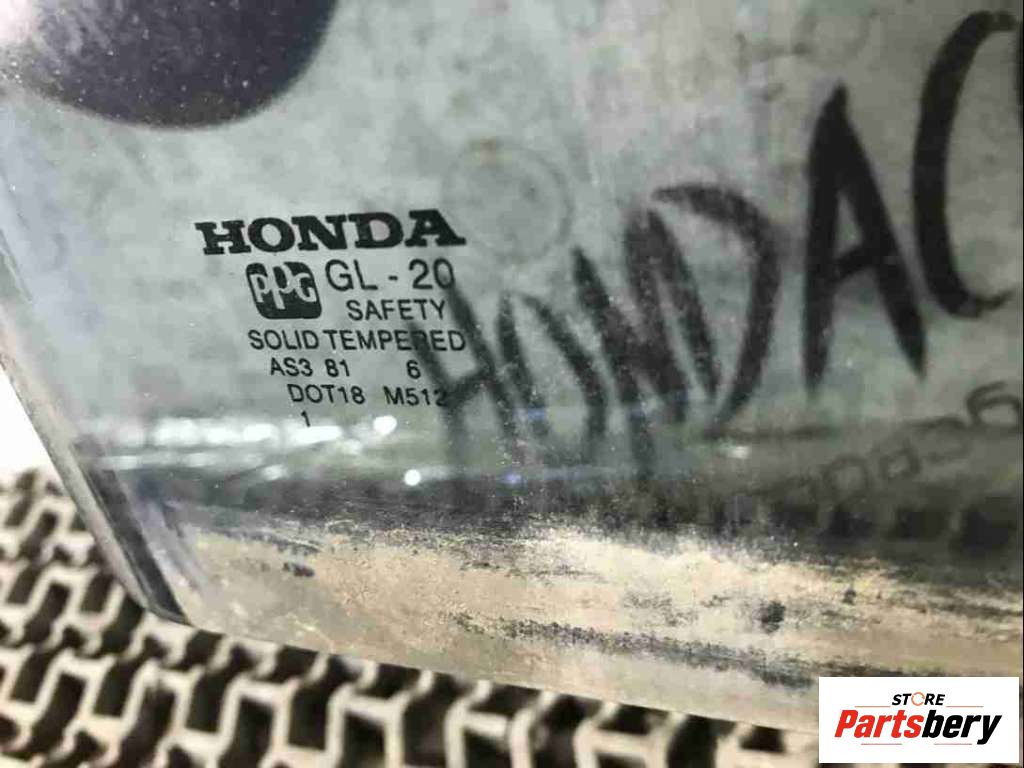 HONDA
PPG GL - 20
SAFETY
SOLID TEMPERED
AS3 81 6
DOT18 M512
1
HONDAC
STORE
Partsbery